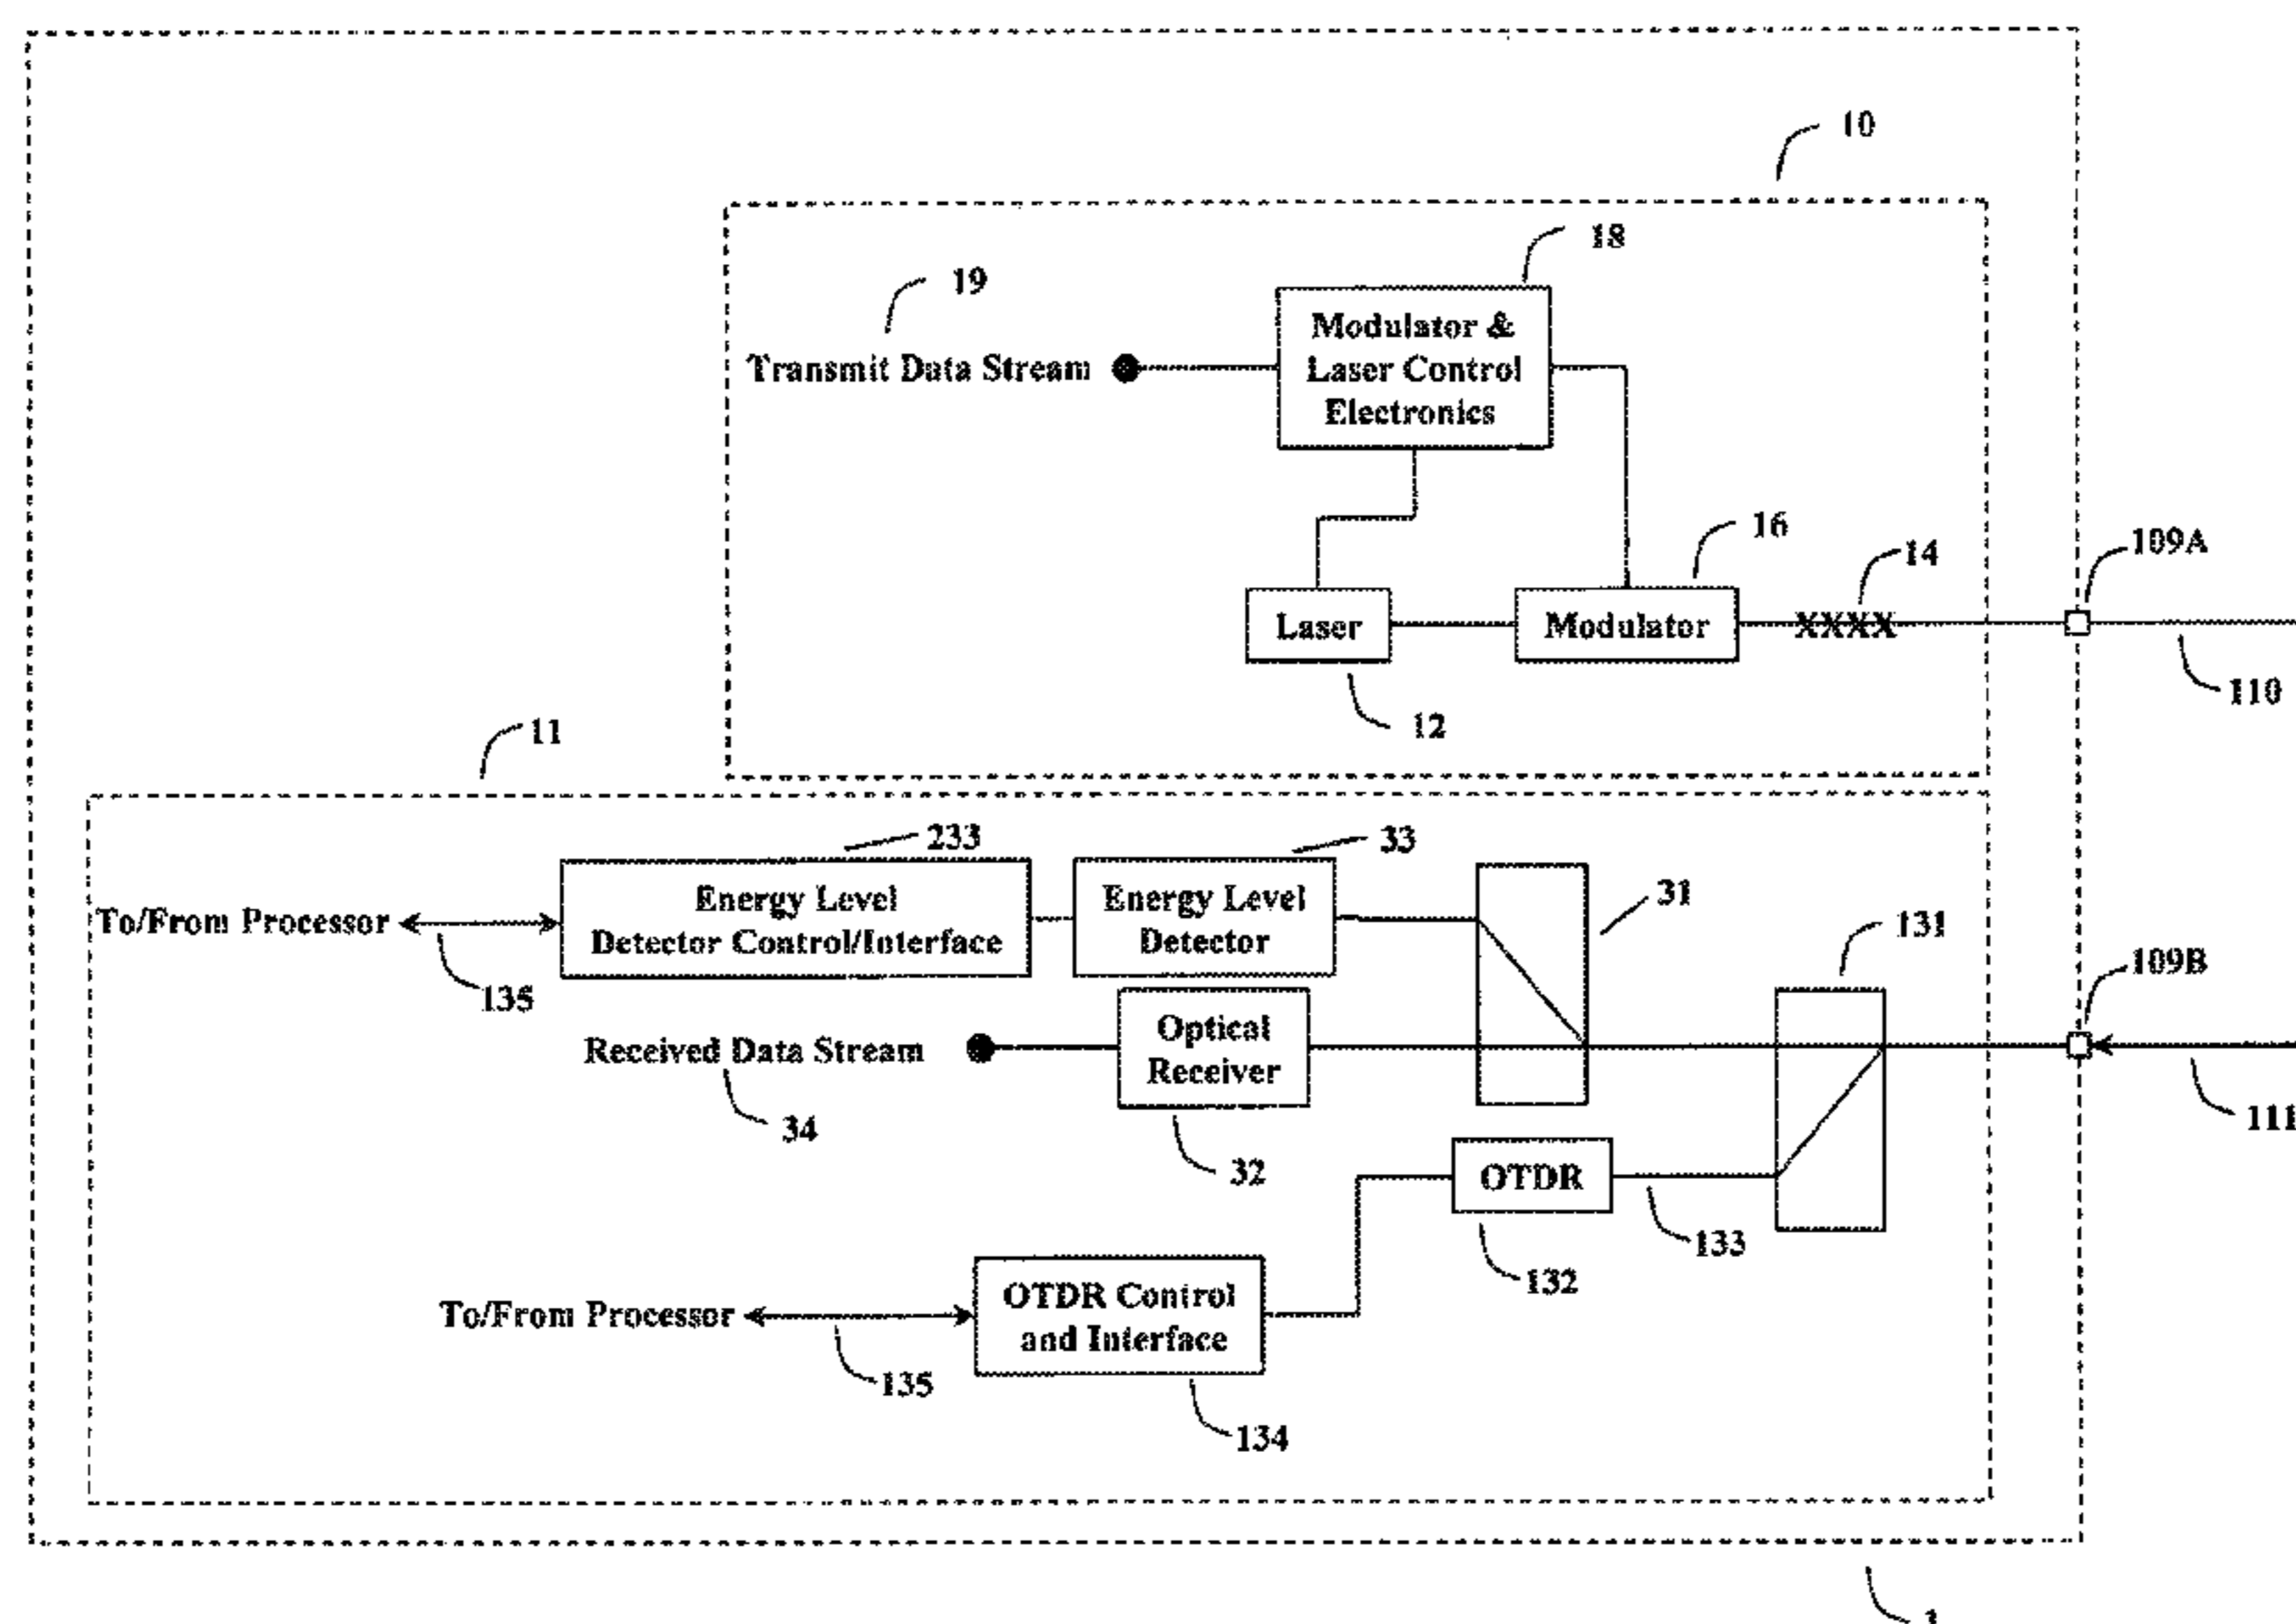 10
18
19
Modulator &
Laser Control
Electronics
Transmit Data Stream
16
14
109A
Laser
Modulator
XXXX
110
12
11
233
33
31
131
Energy Level
Detector Control/Interface
Energy Level
Detector
To/From Processor
135
109B
Optical
Receiver
Received Data Stream
34
32
111
OTDR
133
132
OTDR Control
and Interface
To/From Processor
135
134